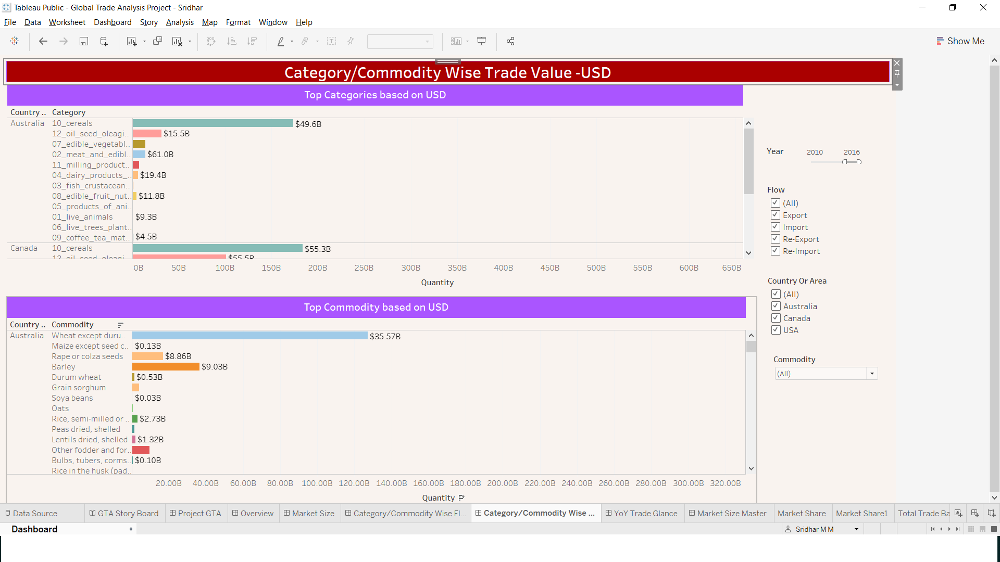 Tableau Public - Global Trade Analysis Project - Sridhar
File Data Worksheet Dashboard Story Analysis Map Format Window Help
Show Me
Category/Commodity Wise Trade Value -USD
Top Categories based on USD
Country .. Category
Australia 10_cereals $49.6B
12_oil_seed_oleagi.. $15.5B
07_edible_vegetabl..
02_meat_and_edibl.. $61.0B
11_milling_product..
04_dairy_products_.. $19.4B
03_fish_crustacean..
08_edible_fruit_nut.. $11.8B
05_products_of_ani..
01_live_animals $9.3B
06_live_trees_plant..
09_coffee_tea_mat.. $4.5B
Canada 10_cereals $55.3B
12_oil_seed_oleagi.. $55.5B
0B 50B 100B 150B 200B 250B 300B 350B 400B 450B 500B 550B 600B 650B
Quantity
Year 2010 2016
Flow
(All)
Export
Import
Re-Export
Re-Import
Country Or Area
(All)
Australia
Canada
USA
Commodity
(All)
Top Commodity based on USD
Country .. Commodity
Australia Wheat except duru.. $35.57B
Maize except seed c.. $0.13B
Rape or colza seeds $8.86B
Barley $9.03B
Durum wheat $0.53B
Grain sorghum
Soya beans $0.03B
Oats
Rice, semi-milled or .. $2.73B
Peas dried, shelled
Lentils dried, shelled $1.32B
Other fodder and for..
Bulbs, tubers, corms.. $0.10B
Rice in the husk (pad..
20.00B 40.00B 60.00B 80.00B 100.00B 120.00B 140.00B 160.00B 180.00B 200.00B 220.00B 240.00B 260.00B 280.00B 300.00B 320.00B
Quantity
Data Source GTA Story Board Project GTA Overview Market Size Category/Commodity Wise Fl... Category/Commodity Wise ... YoY Trade Glance Market Size Master Market Share Market Share1 Total Trade Ba
Dashboard Sridhar M M